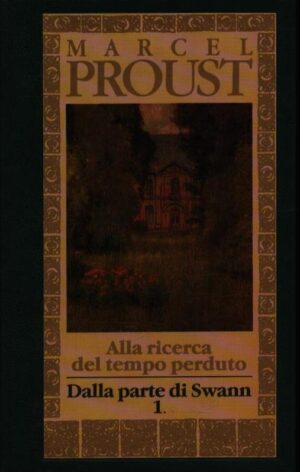 MARCEL
PROUST
Alla ricerca
del tempo perduto
Dalla parte di Swann
1.